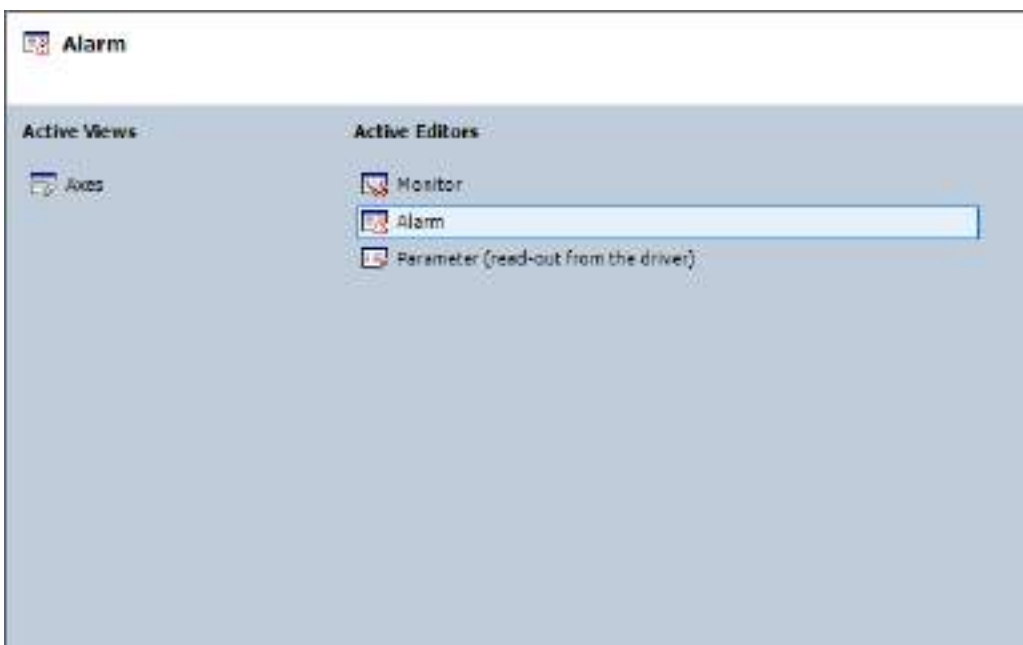 Alarm
Active Views
Active Editors
Axes
Monitor
Alarm
Parameter (read-out from the driver)